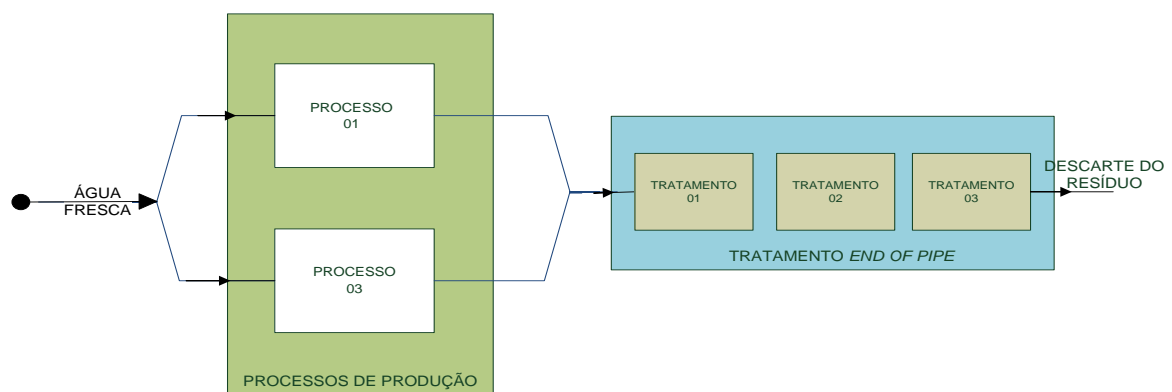 ÁGUA
FRESCA
PROCESSO
01
PROCESSO
03
PROCESSOS DE PRODUÇÃO
TRATAMENTO
01
TRATAMENTO
02
TRATAMENTO
03
TRATAMENTO END OF PIPE
DESCARTE DO
RESÍDUO